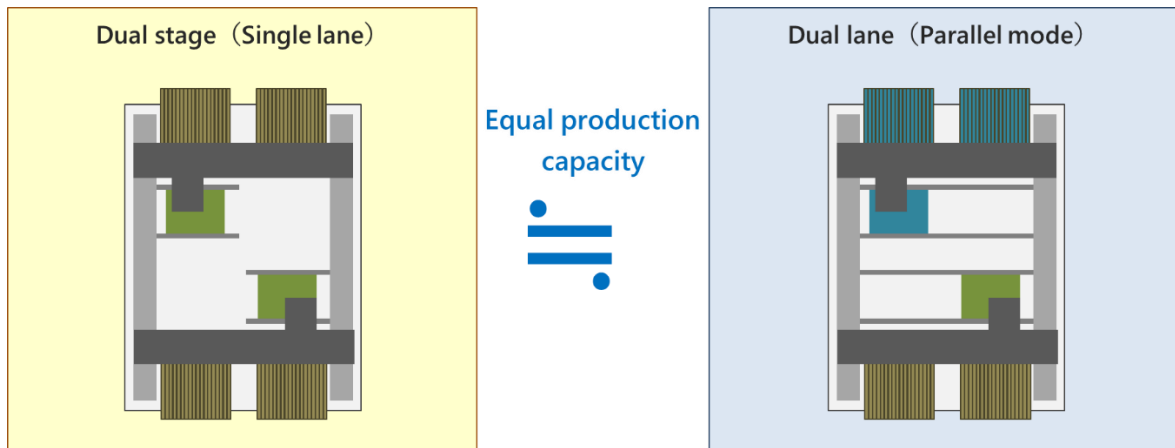 Dual stage（Single lane）
Equal production
capacity
≒
Dual lane（Parallel mode）